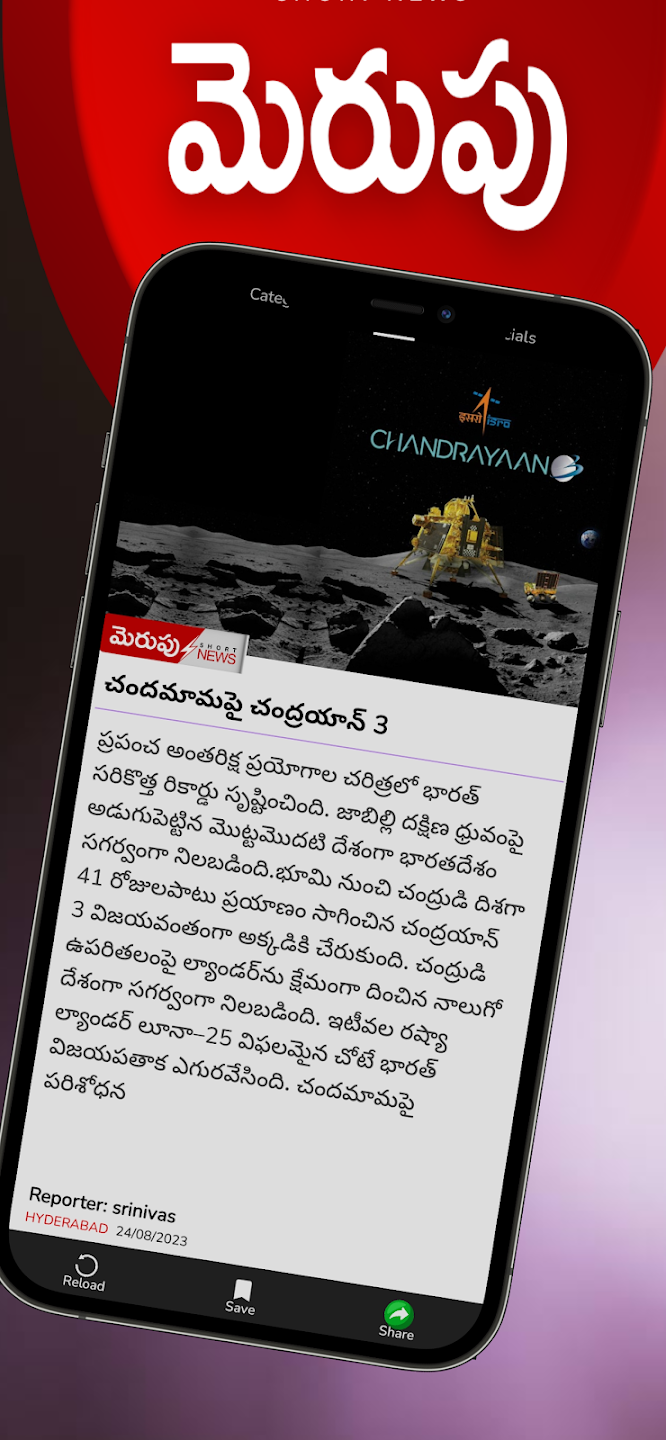 SHORT NEWS
మెరుపు
इसरो isro
CHANDRAYAAN 3
మెరుపు SHORT NEWS
చందమామపై చంద్రయాన్ 3
ప్రపంచ అంతరిక్ష ప్రయోగాల చరిత్రలో భారత్
సరికొత్త రికార్డు సృష్టించింది. జాబిల్లి దక్షిణ ధ్రువంపై
అడుగుపెట్టిన మొట్టమొదటి దేశంగా భారతదేశం
సగర్వంగా నిలబడింది.భూమి నుంచి చంద్రుడి దిశగా
41 రోజులపాటు ప్రయాణం సాగించిన చంద్రయాన్
3 విజయవంతంగా అక్కడికి చేరుకుంది. చంద్రుడి
ఉపరితలంపై ల్యాండర్‌ను క్షేమంగా దించిన నాలుగో
దేశంగా సగర్వంగా నిలబడింది. ఇటీవల రష్యా
ల్యాండర్ లూనా–25 విఫలమైన చోటే భారత్
విజయపతాక ఎగురవేసింది. చందమామపై
పరిశోధన
Reporter: srinivas
HYDERABAD 24/08/2023
Reload
Save
Share